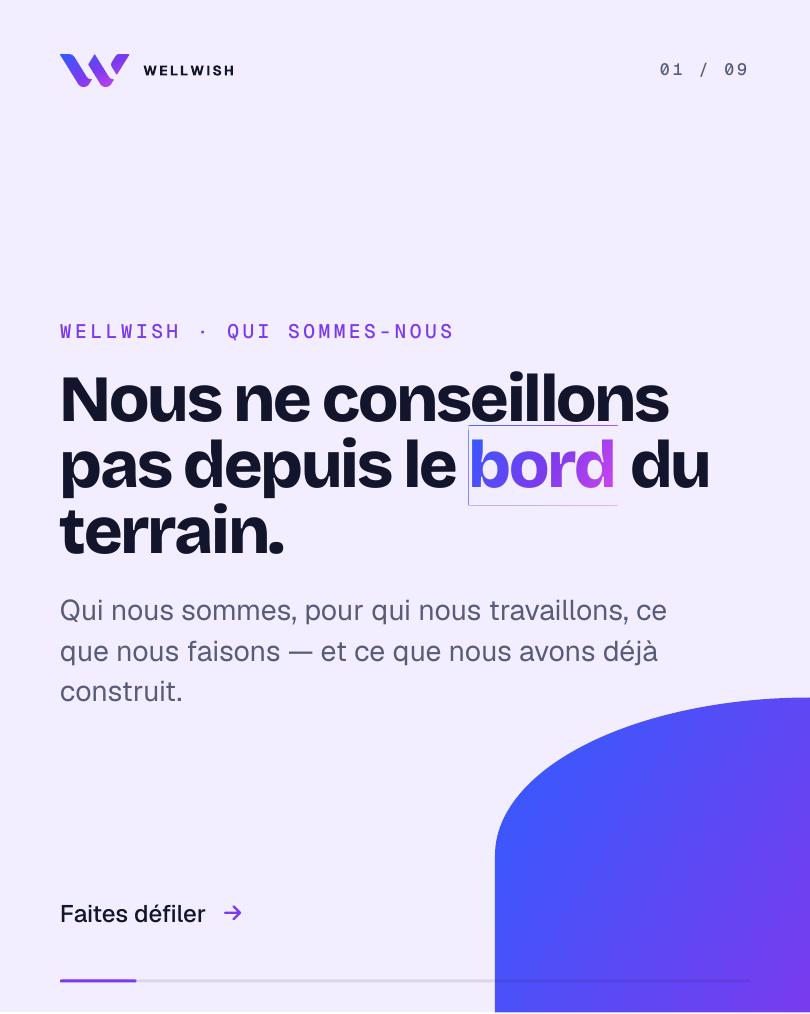 WELLWISH
01 / 09
WELLWISH · QUI SOMMES-NOUS
Nous ne conseillons
pas depuis le bord du
terrain.
Qui nous sommes, pour qui nous travaillons, ce
que nous faisons — et ce que nous avons déjà
construit.
Faites défiler →